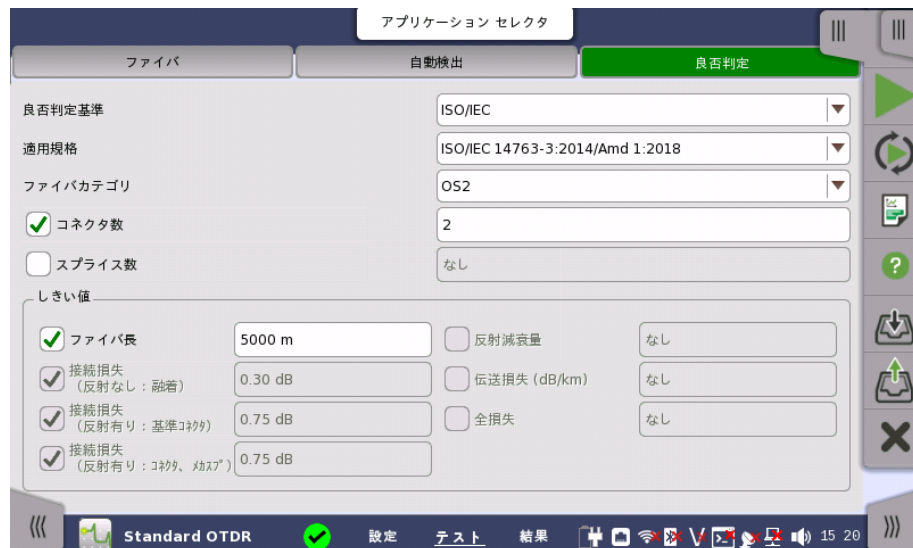 アプリケーション セレクタ
ファイバ
自動検出
良否判定
良否判定基準
ISO/IEC
適用規格
ISO/IEC 14763-3:2014/Amd 1:2018
ファイバカテゴリ
OS2
コネクタ数
2
スプライス数
なし
しきい値
ファイバ長
5000 m
反射減衰量
なし
接続損失
(反射なし：融着)
0.30 dB
伝送損失 (dB/km)
なし
接続損失
(反射有り：基準ｺﾈｸﾀ)
0.75 dB
全損失
なし
接続損失
(反射有り：ｺﾈｸﾀ、ﾒｶｽﾌﾟ)
0.75 dB
Standard OTDR
設定
テスト
結果
15 20